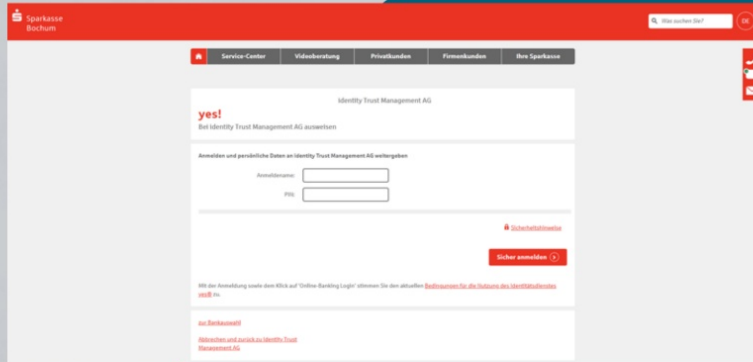 Sparkasse
Bochum
Was suchen Sie?
DE
Service-Center
Videoberatung
Privatkunden
Firmenkunden
Ihre Sparkasse
Identity Trust Management AG
yes!
Bei Identity Trust Management AG ausweisen
Anmelden und persönliche Daten an Identity Trust Management AG weitergeben
Anmeldename:
PIN:
Sicherheitshinweise
Sicher anmelden
Mit der Anmeldung sowie dem Klick auf 'Online-Banking Login' stimmen Sie den aktuellen Bedingungen für die Nutzung des Identitätsdienstes
yes® zu.
zur Bankauswahl
Abbrechen und zurück zu Identity Trust
Management AG